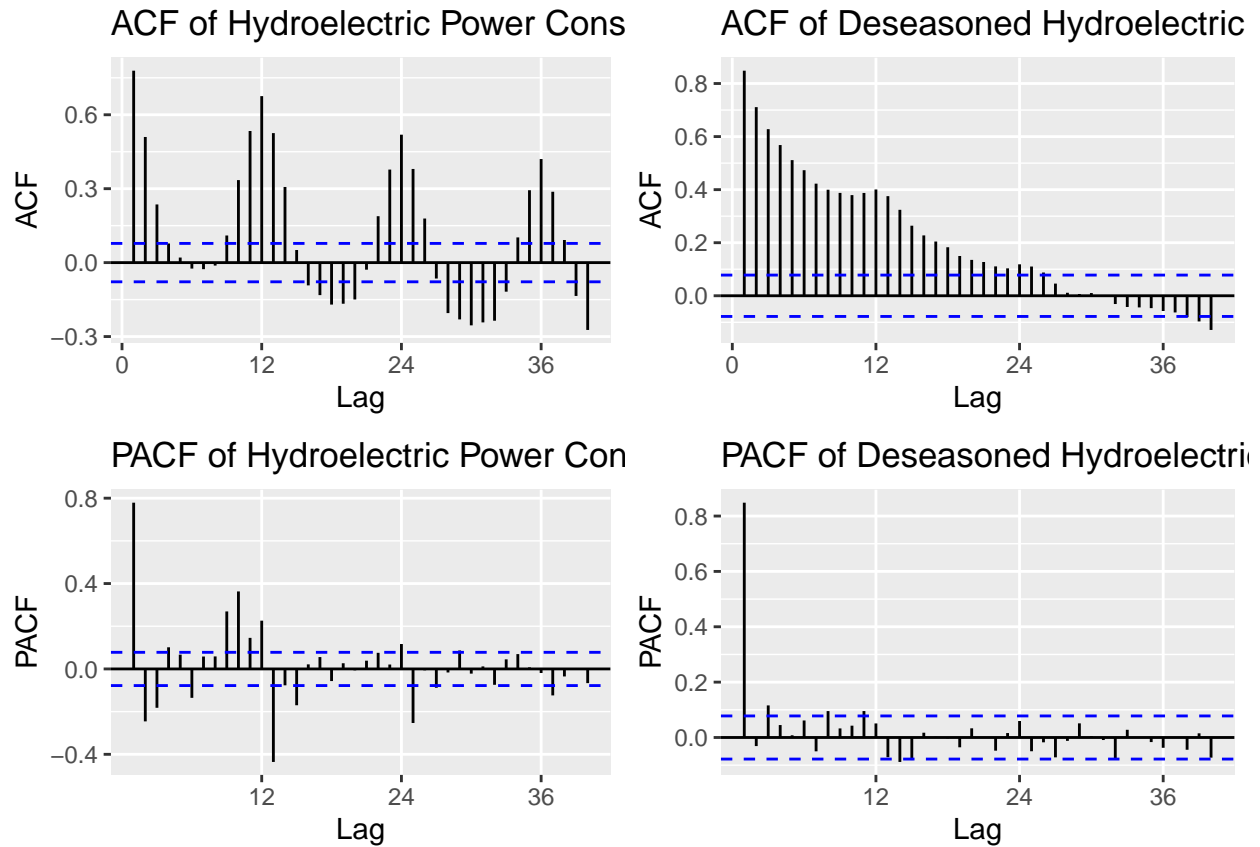 ACF of Hydroelectric Power Cons
0.6
0.3
0.0
−0.3
ACF
0
12
24
36
Lag
ACF of Deseasoned Hydroelectric
0.8
0.6
0.4
0.2
0.0
ACF
0
12
24
36
Lag
PACF of Hydroelectric Power Con
0.8
0.4
0.0
−0.4
PACF
12
24
36
Lag
PACF of Deseasoned Hydroelectric
0.8
0.6
0.4
0.2
0.0
PACF
12
24
36
Lag